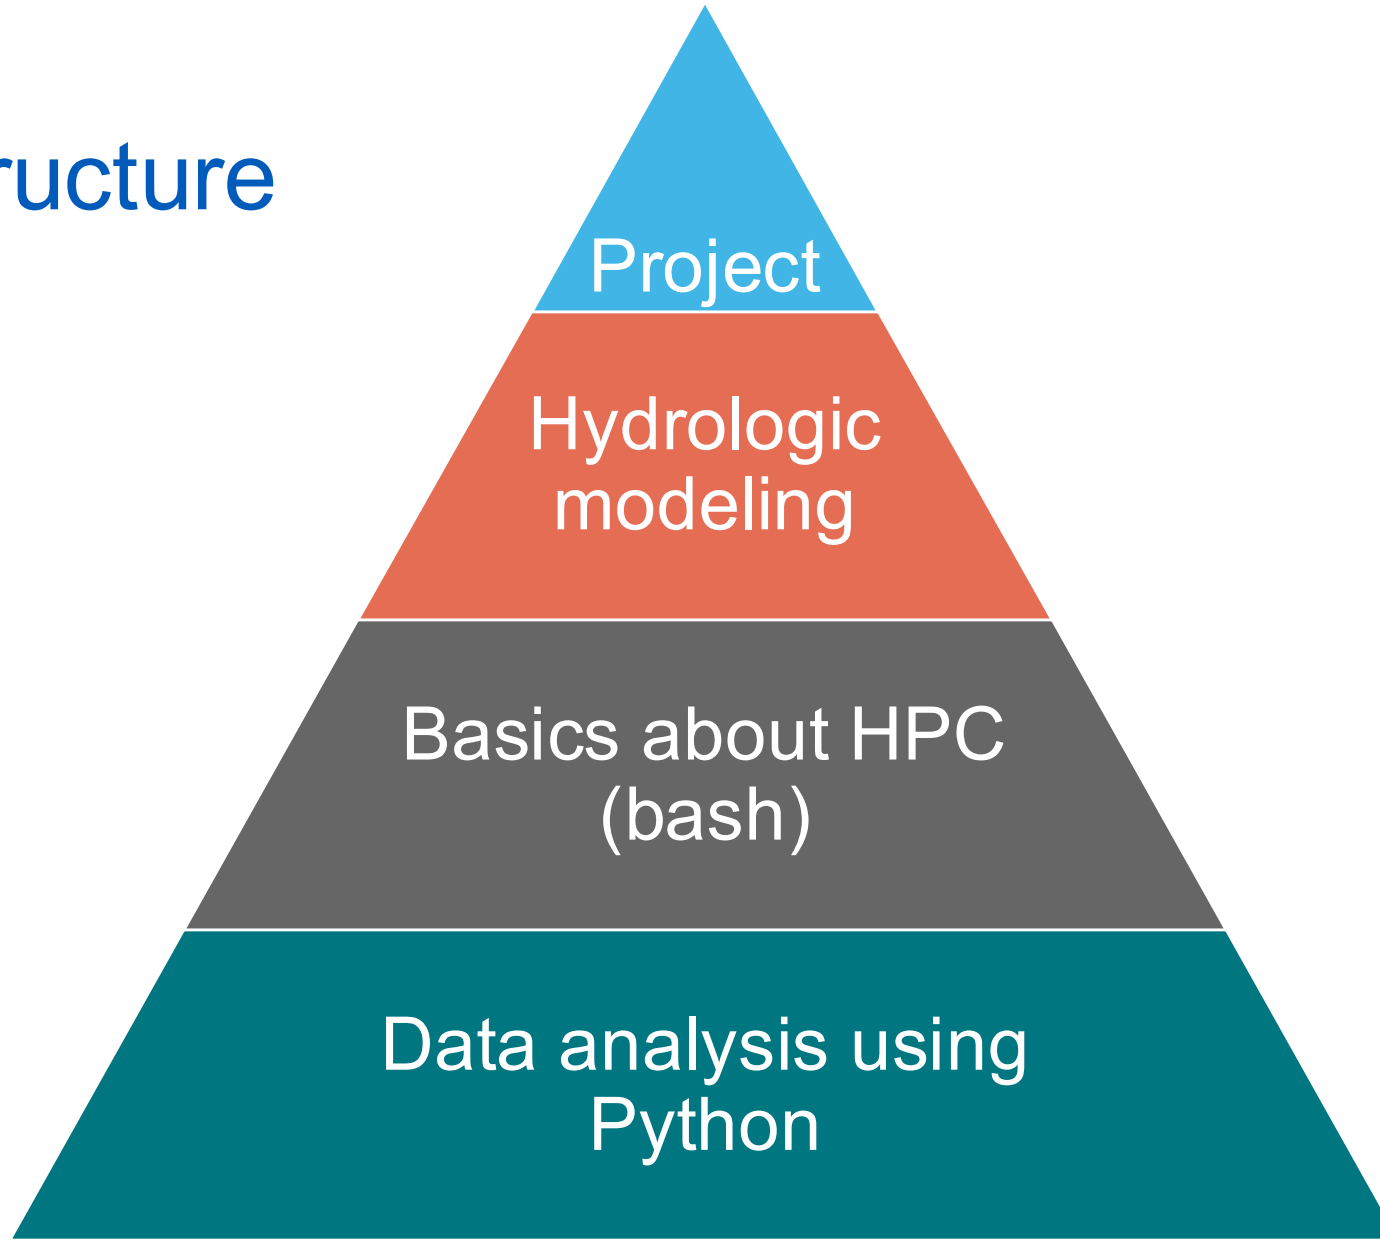 ructure
Project
Hydrologic
modeling
Basics about HPC
(bash)
Data analysis using
Python